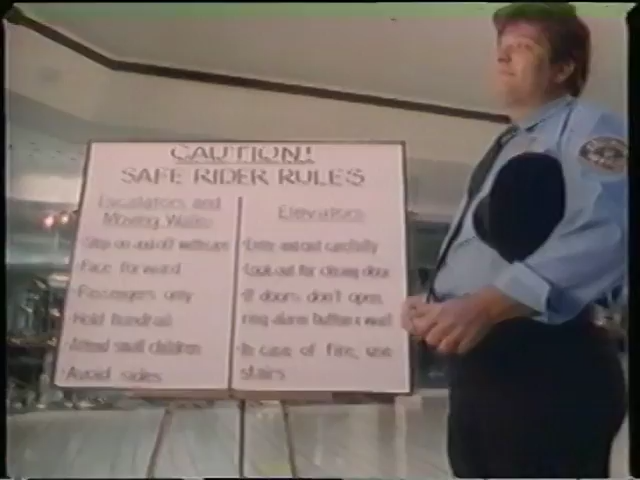 CAUTION!
SAFE RIDER RULES
Escalators and
Moving Walks
Step on and off with care
Face forward
Passengers only
Hold handrail
Attend small children
Avoid sides
Elevators
Enter and exit carefully
Look out for closing door
If doors don't open,
ring alarm button & wait
In case of fire, use
stairs